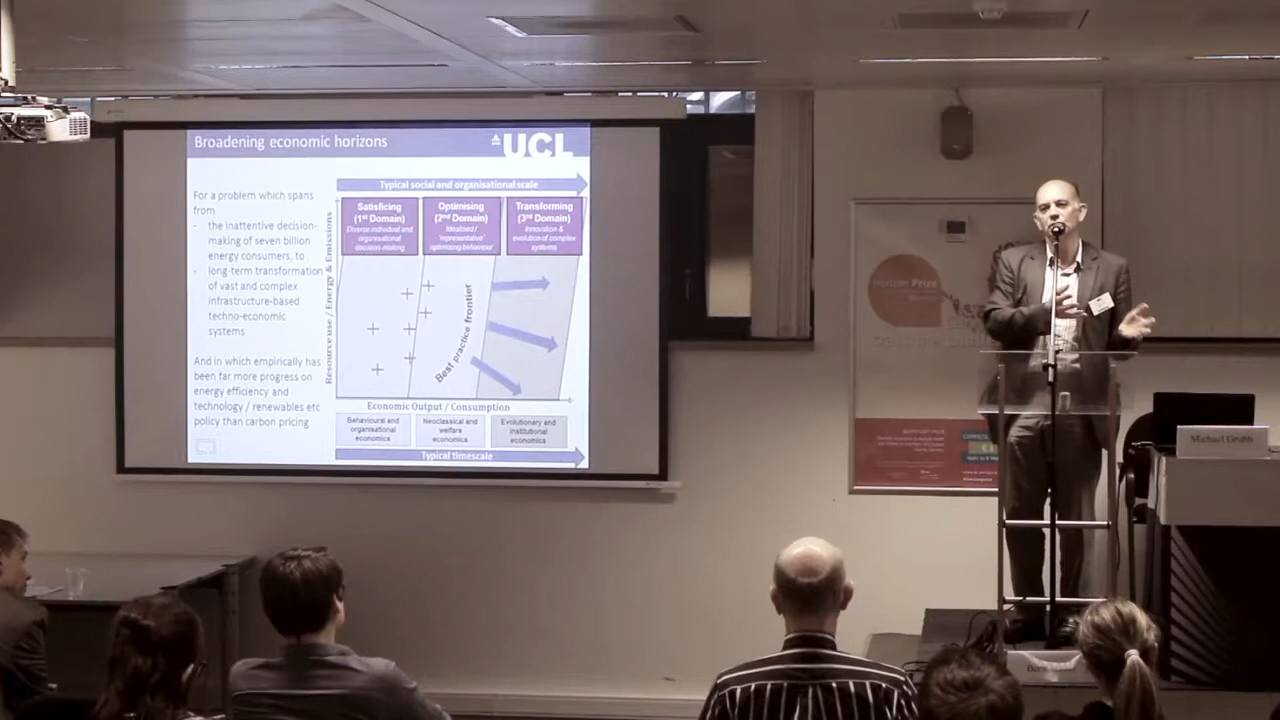 Broadening economic horizons
UCL
For a problem which spans
from
- the inattentive decision-
making of seven billion
energy consumers, to
- long-term transformation
of vast and complex
infrastructure-based
techno-economic
systems
And in which empirically has
been far more progress on
energy efficiency and
technology / renewables etc
policy than carbon pricing
Typical social and organisational scale
Resource use / Energy & Emissions
Satisficing
(1st Domain)
Diverse individual and
organisational
decision-making
Optimising
(2nd Domain)
Idealised /
'representative'
optimising behaviour
Transforming
(3rd Domain)
Innovation &
evolution of complex
systems
Best practice frontier
Economic Output / Consumption
Behavioural and
organisational
economics
Neoclassical and
welfare
economics
Evolutionary and
institutional
economics
Typical timescale
Horizon Prize
Michael Grubb